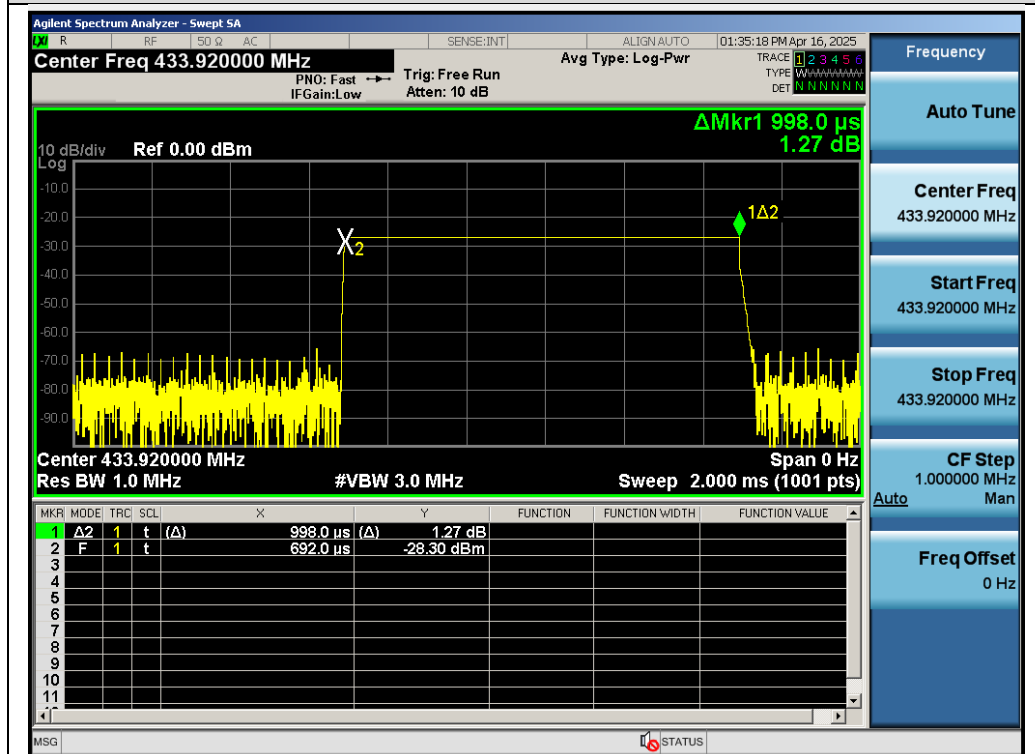 Agilent Spectrum Analyzer - Swept SA
LXI R RF 50 Ω AC SENSE:INT ALIGN AUTO 01:35:18 PM Apr 16, 2025
Center Freq 433.920000 MHz Avg Type: Log-Pwr TRACE 1 2 3 4 5 6
PNO: Fast Trig: Free Run TYPE WWWWWW
IFGain:Low Atten: 10 dB DET N N N N N N
Frequency
Auto Tune
Center Freq
433.920000 MHz
Start Freq
433.920000 MHz
Stop Freq
433.920000 MHz
CF Step
1.000000 MHz
Auto Man
Freq Offset
0 Hz
ΔMkr1 998.0 µs
1.27 dB
10 dB/div Ref 0.00 dBm
Log
-10.0
-20.0
-30.0
-40.0
-50.0
-60.0
-70.0
-80.0
-90.0
1Δ2
X2
Center 433.920000 MHz Span 0 Hz
Res BW 1.0 MHz #VBW 3.0 MHz Sweep 2.000 ms (1001 pts)
MKR MODE TRC SCL X Y FUNCTION FUNCTION WIDTH FUNCTION VALUE
1 Δ2 1 t (Δ) 998.0 µs (Δ) 1.27 dB
2 F 1 t 692.0 µs -28.30 dBm
3
4
5
6
7
8
9
10
11
MSG STATUS